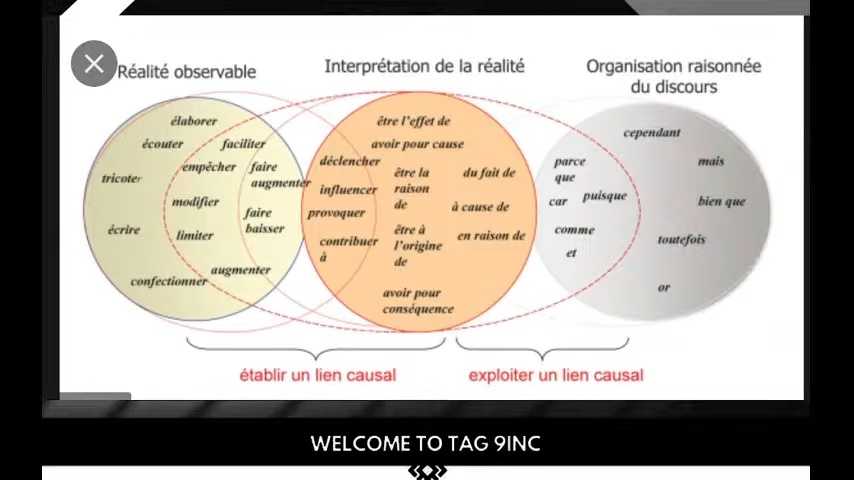 Réalité observable
Interprétation de la réalité
Organisation raisonnée
du discours
élaborer
écouter
faciliter
empêcher
faire
augmenter
tricoter
modifier
faire
baisser
écrire
limiter
augmenter
confectionner
être l'effet de
avoir pour cause
déclencher
être la
raison
de
du fait de
influencer
provoquer
à cause de
contribuer
à
être à
l'origine
de
en raison de
avoir pour
conséquence
cependant
parce
que
mais
car
puisque
bien que
comme
toutefois
et
or
établir un lien causal
exploiter un lien causal
WELCOME TO TAG 9INC